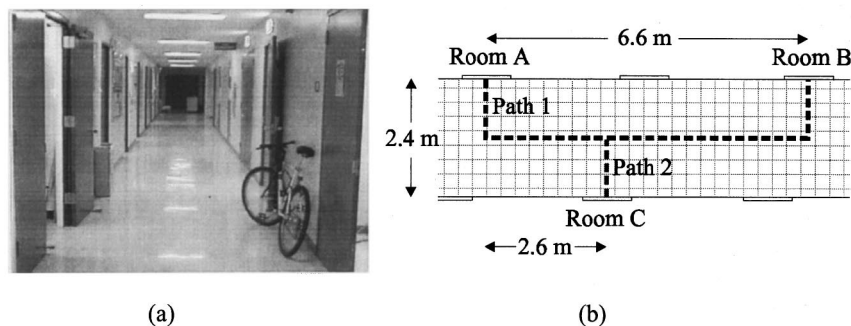 6.6 m
Room A
Room B
Path 1
2.4 m
Path 2
Room C
2.6 m
(a)
(b)